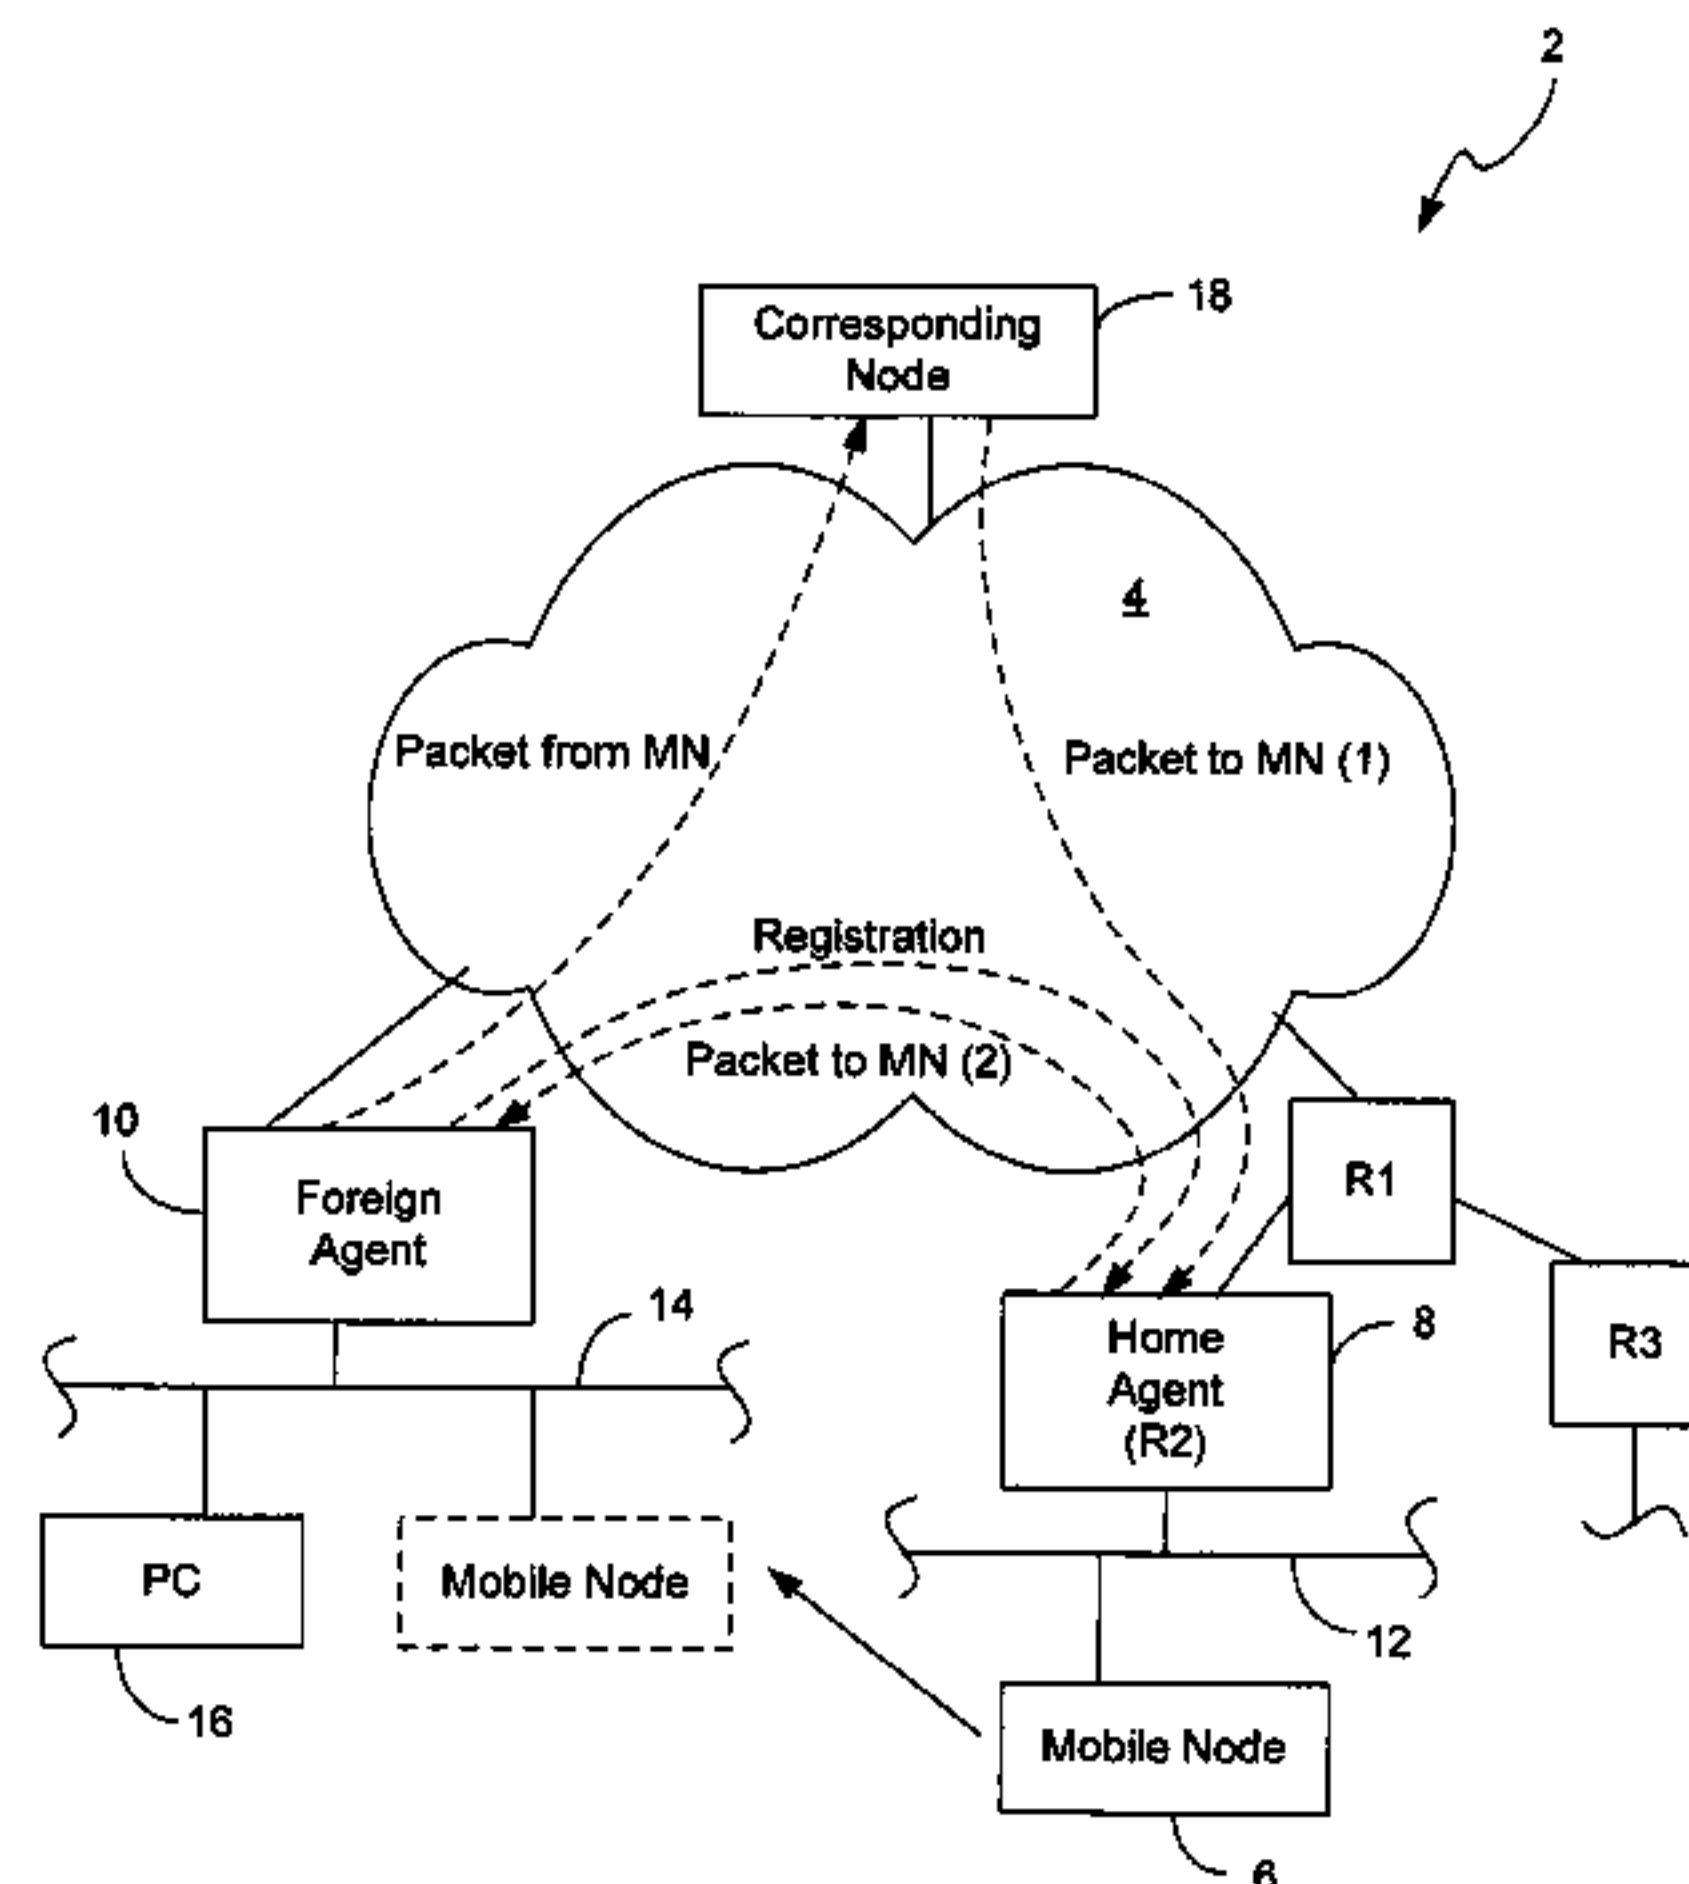 2
18
Corresponding
Node
4
Packet from MN
Packet to MN (1)
Registration
Packet to MN (2)
10
Foreign
Agent
R1
14
8
Home
Agent
(R2)
R3
PC
Mobile Node
12
16
Mobile Node
6